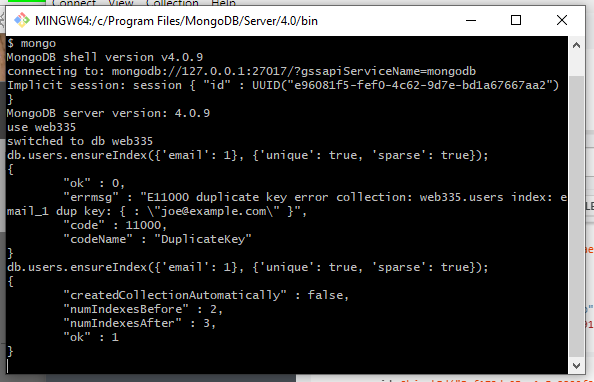 Connect View Collection Help
MINGW64:/c/Program Files/MongoDB/Server/4.0/bin
$ mongo
MongoDB shell version v4.0.9
connecting to: mongodb://127.0.0.1:27017/?gssapiServiceName=mongodb
Implicit session: session { "id" : UUID("e96081f5-fef0-4c62-9d7e-bd1a67667aa2")
}
MongoDB server version: 4.0.9
use web335
switched to db web335
db.users.ensureIndex({'email': 1}, {'unique': true, 'sparse': true});
{
"ok" : 0,
"errmsg" : "E11000 duplicate key error collection: web335.users index: e
mail_1 dup key: { : \"joe@example.com\" }",
"code" : 11000,
"codeName" : "DuplicateKey"
}
db.users.ensureIndex({'email': 1}, {'unique': true, 'sparse': true});
{
"createdCollectionAutomatically" : false,
"numIndexesBefore" : 2,
"numIndexesAfter" : 3,
"ok" : 1
}